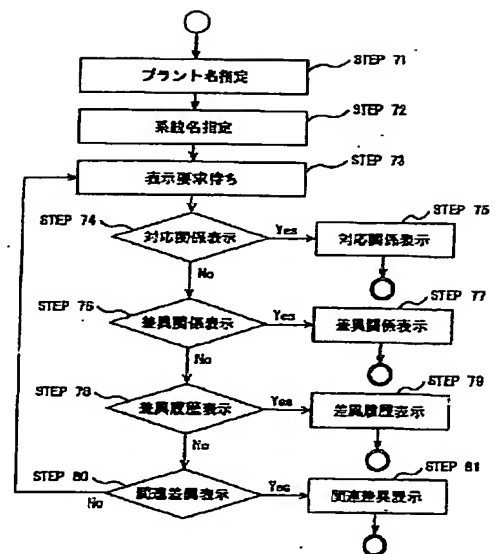 STEP 71
プラント名指定
STEP 72
系統名指定
STEP 73
表示要求待ち
STEP 74
対応関係表示
Yes
STEP 75
対応関係表示
No
STEP 76
差異関係表示
Yes
STEP 77
差異関係表示
No
STEP 78
差異履歴表示
Yes
STEP 79
差異履歴表示
No
STEP 80
関連差異表示
Yes
STEP 81
関連差異表示
No